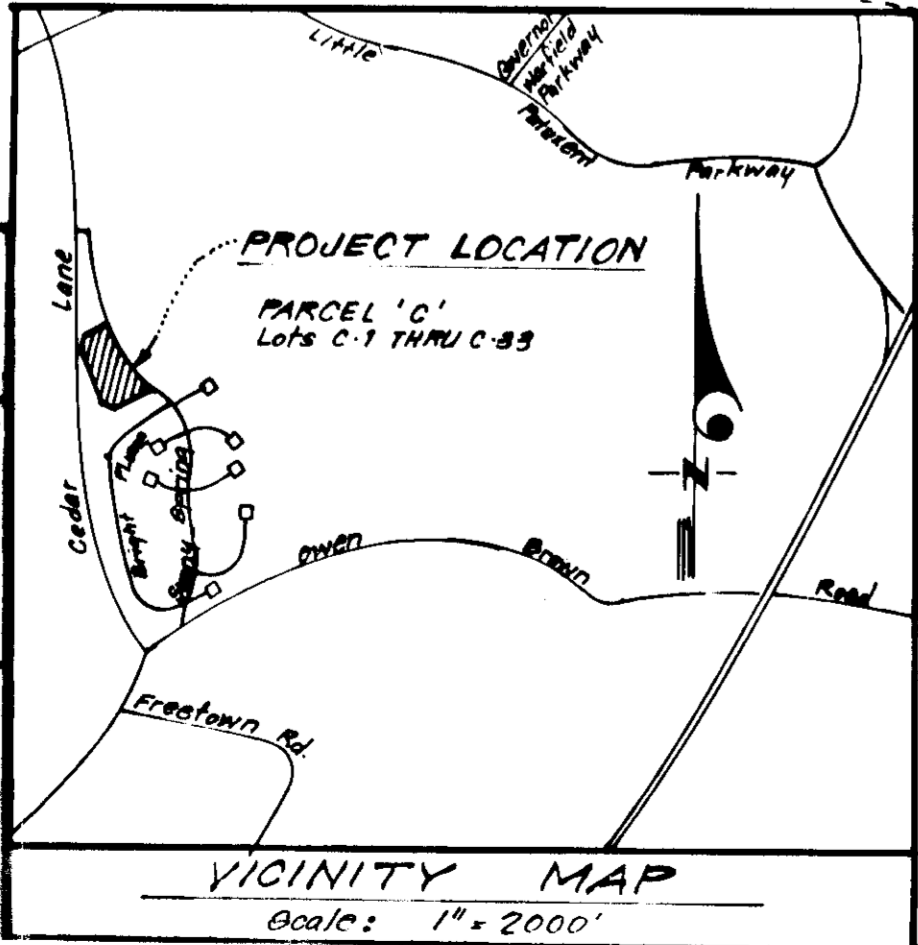 Little
Governor
Warfield
Parkway
Patuxent
Parkway
PROJECT LOCATION
PARCEL 'C'
Lots C-1 THRU C-33
Lane
Cedar
Plume
Bright
Spring
N
Owen
Brown
Road
Freetown Rd.
VICINITY MAP
Scale: 1" = 2000'